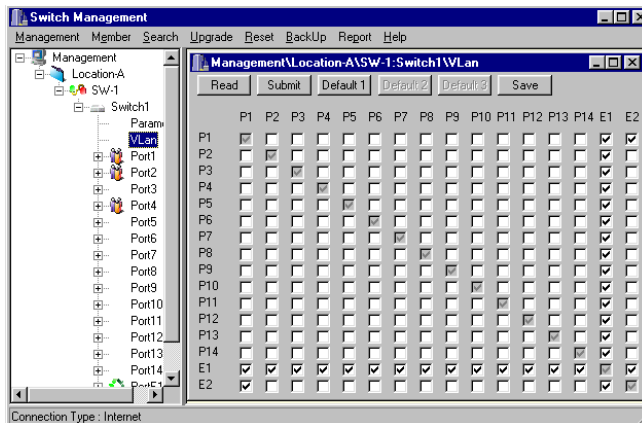 Switch Management
Management Member Search Upgrade Reset BackUp Report Help
Management
Location-A
SW-1
Switch1
Param
VLan
Port1
Port2
Port3
Port4
Port5
Port6
Port7
Port8
Port9
Port10
Port11
Port12
Port13
Port14
PortE1
Management\Location-A\SW-1:Switch1\VLan
Read Submit Default 1 Default 2 Default 3 Save
P1 P2 P3 P4 P5 P6 P7 P8 P9 P10 P11 P12 P13 P14 E1 E2
P1
P2
P3
P4
P5
P6
P7
P8
P9
P10
P11
P12
P13
P14
E1
E2
Connection Type : Internet